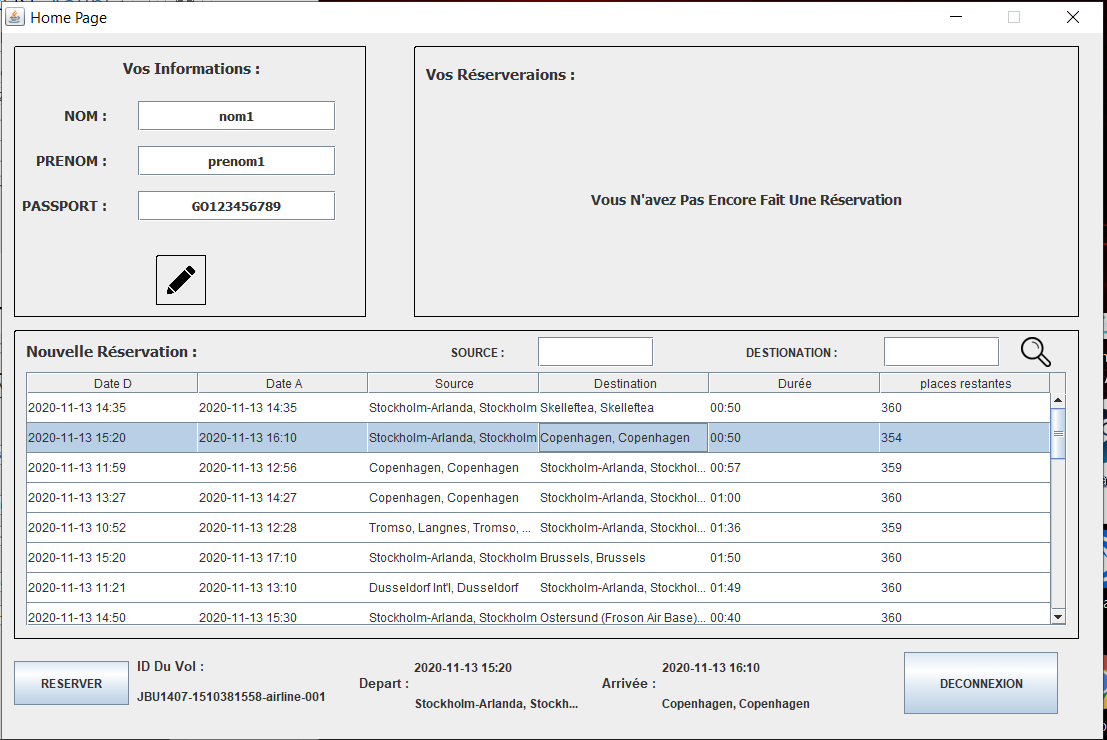 Home Page
Vos Informations :
NOM :
nom1
PRENOM :
prenom1
PASSPORT :
GO123456789
Vos Réserveraions :
Vous N'avez Pas Encore Fait Une Réservation
Nouvelle Réservation :
SOURCE :
DESTIONATION :
Date D Date A Source Destination Durée places restantes
2020-11-13 14:35 2020-11-13 14:35 Stockholm-Arlanda, Stockholm Skelleftea, Skelleftea 00:50 360
2020-11-13 15:20 2020-11-13 16:10 Stockholm-Arlanda, Stockholm Copenhagen, Copenhagen 00:50 354
2020-11-13 11:59 2020-11-13 12:56 Copenhagen, Copenhagen Stockholm-Arlanda, Stockhol... 00:57 359
2020-11-13 13:27 2020-11-13 14:27 Copenhagen, Copenhagen Stockholm-Arlanda, Stockhol... 01:00 360
2020-11-13 10:52 2020-11-13 12:28 Tromso, Langnes, Tromso, ... Stockholm-Arlanda, Stockhol... 01:36 359
2020-11-13 15:20 2020-11-13 17:10 Stockholm-Arlanda, Stockholm Brussels, Brussels 01:50 360
2020-11-13 11:21 2020-11-13 13:10 Dusseldorf Int'l, Dusseldorf Stockholm-Arlanda, Stockhol... 01:49 360
2020-11-13 14:50 2020-11-13 15:30 Stockholm-Arlanda, Stockholm Ostersund (Froson Air Base)... 00:40 360
RESERVER
ID Du Vol :
JBU1407-1510381558-airline-001
Depart :
2020-11-13 15:20
Stockholm-Arlanda, Stockh...
Arrivée :
2020-11-13 16:10
Copenhagen, Copenhagen
DECONNEXION